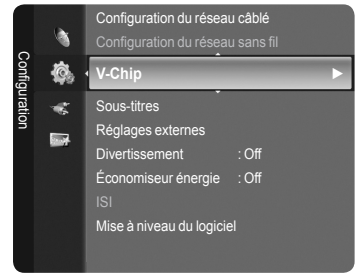 Configuration
Configuration du réseau câblé
Configuration du réseau sans fil
V-Chip
Sous-titres
Réglages externes
Divertissement : Off
Économiseur énergie : Off
ISI
Mise à niveau du logiciel